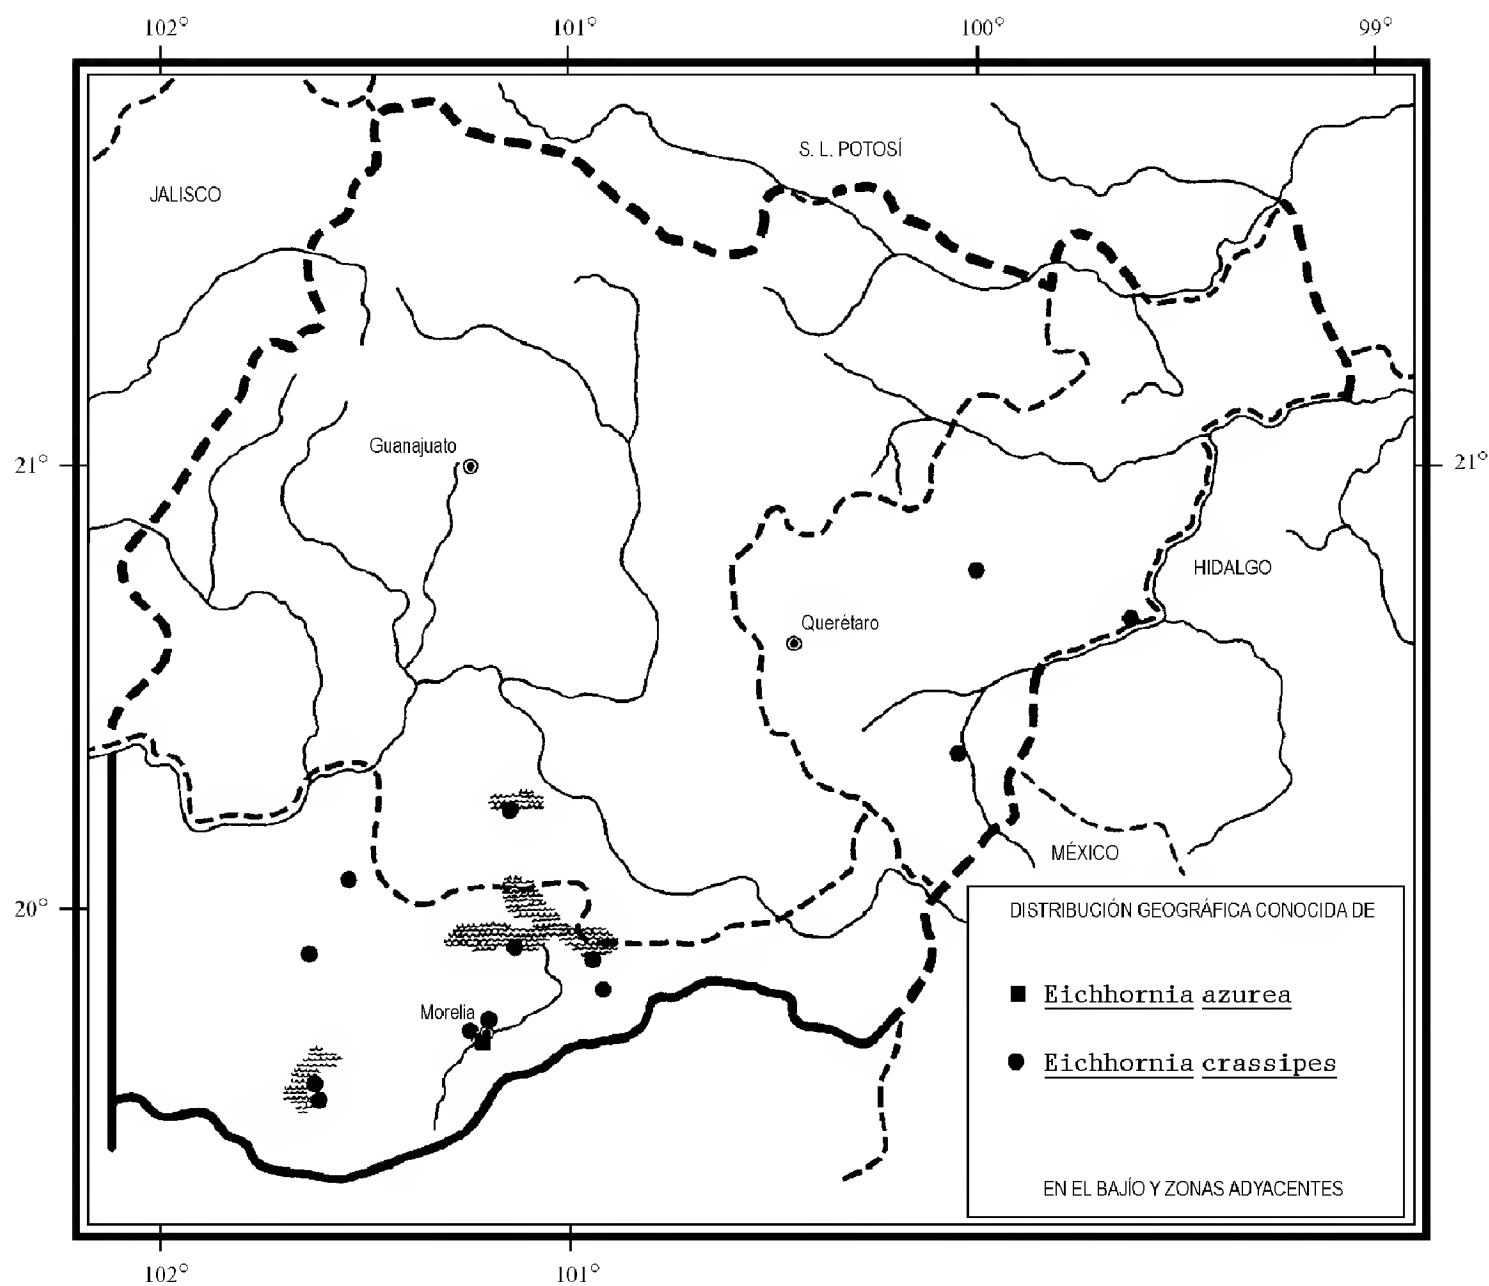 102° 101° 100° 99°
S. L. POTOSÍ
JALISCO
Guanajuato
21° 21°
HIDALGO
Querétaro
MÉXICO
20°
DISTRIBUCIÓN GEOGRÁFICA CONOCIDA DE
Eichhornia azurea
Morelia
Eichhornia crassipes
EN EL BAJÍO Y ZONAS ADYACENTES
102° 101°